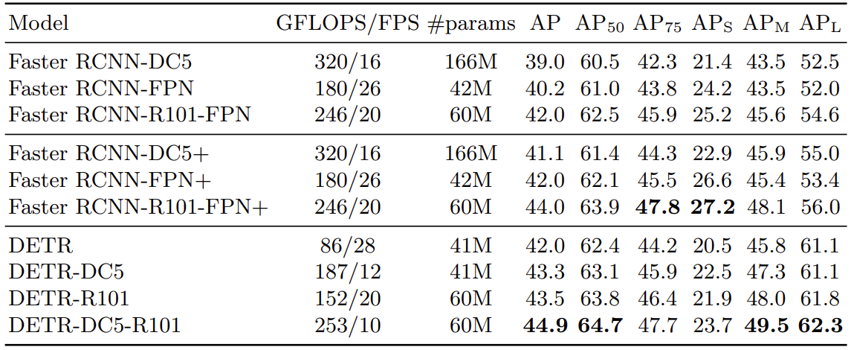 Model GFLOPS/FPS #params AP AP50 AP75 APS APM APL
Faster RCNN-DC5 320/16 166M 39.0 60.5 42.3 21.4 43.5 52.5
Faster RCNN-FPN 180/26 42M 40.2 61.0 43.8 24.2 43.5 52.0
Faster RCNN-R101-FPN 246/20 60M 42.0 62.5 45.9 25.2 45.6 54.6
Faster RCNN-DC5+ 320/16 166M 41.1 61.4 44.3 22.9 45.9 55.0
Faster RCNN-FPN+ 180/26 42M 42.0 62.1 45.5 26.6 45.4 53.4
Faster RCNN-R101-FPN+ 246/20 60M 44.0 63.9 47.8 27.2 48.1 56.0
DETR 86/28 41M 42.0 62.4 44.2 20.5 45.8 61.1
DETR-DC5 187/12 41M 43.3 63.1 45.9 22.5 47.3 61.1
DETR-R101 152/20 60M 43.5 63.8 46.4 21.9 48.0 61.8
DETR-DC5-R101 253/10 60M 44.9 64.7 47.7 23.7 49.5 62.3